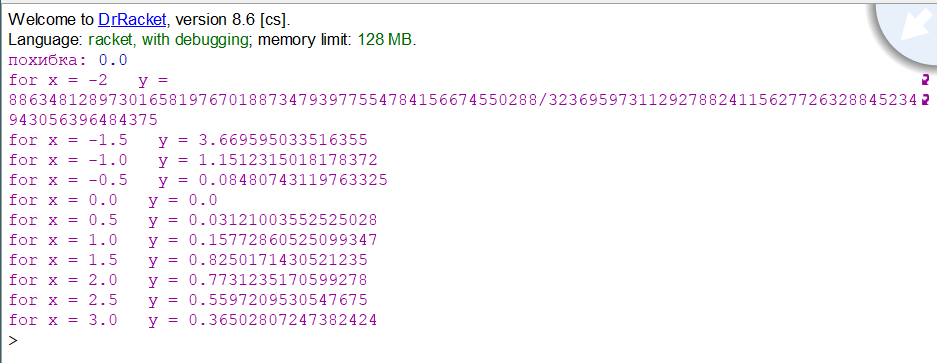 Welcome to DrRacket, version 8.6 [cs].
Language: racket, with debugging; memory limit: 128 MB.
похибка: 0.0
for x = -2   y =
88634812897301658197670188734793977554784156674550288/3236959731129278824115627726328845234
943056396484375
for x = -1.5   y = 3.669595033516355
for x = -1.0   y = 1.1512315018178372
for x = -0.5   y = 0.08480743119763325
for x = 0.0   y = 0.0
for x = 0.5   y = 0.03121003552525028
for x = 1.0   y = 0.15772860525099347
for x = 1.5   y = 0.8250171430521235
for x = 2.0   y = 0.7731235170599278
for x = 2.5   y = 0.5597209530547675
for x = 3.0   y = 0.36502807247382424
>